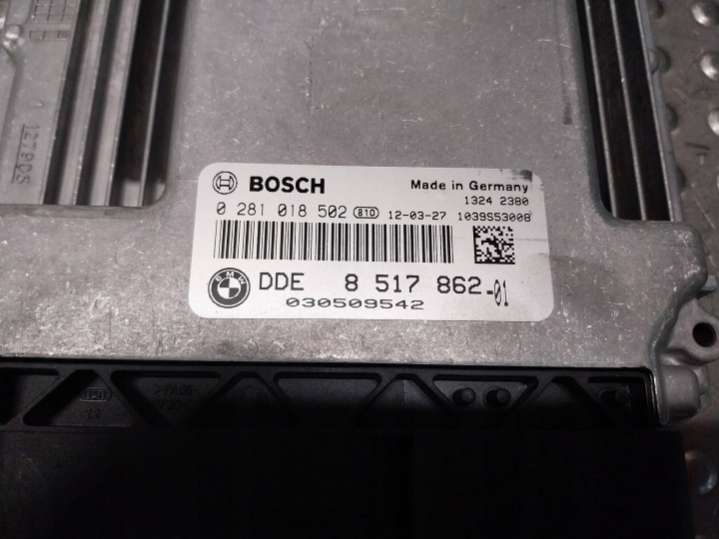 BOSCH
Made in Germany
1324 2380
0 281 018 502 810 12-03-27 1039S53008
BMW
DDE 8 517 862-01
030509542